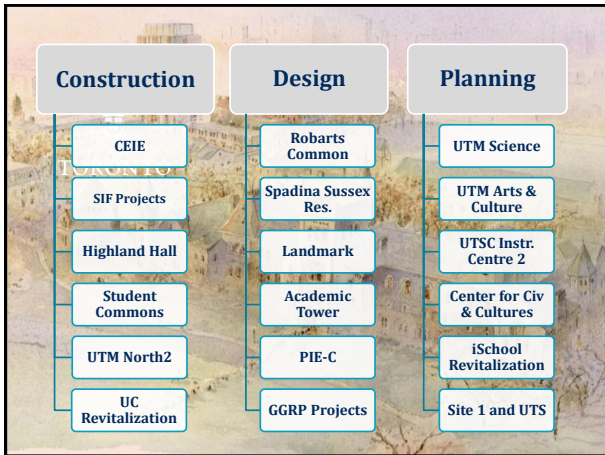 Construction
CEIE
SIF Projects
Highland Hall
Student
Commons
UTM North2
UC
Revitalization
Design
Robarts
Common
Spadina Sussex
Res.
Landmark
Academic
Tower
PIE-C
GGRP Projects
Planning
UTM Science
UTM Arts &
Culture
UTSC Instr.
Centre 2
Center for Civ
& Cultures
iSchool
Revitalization
Site 1 and UTS
TORONTO